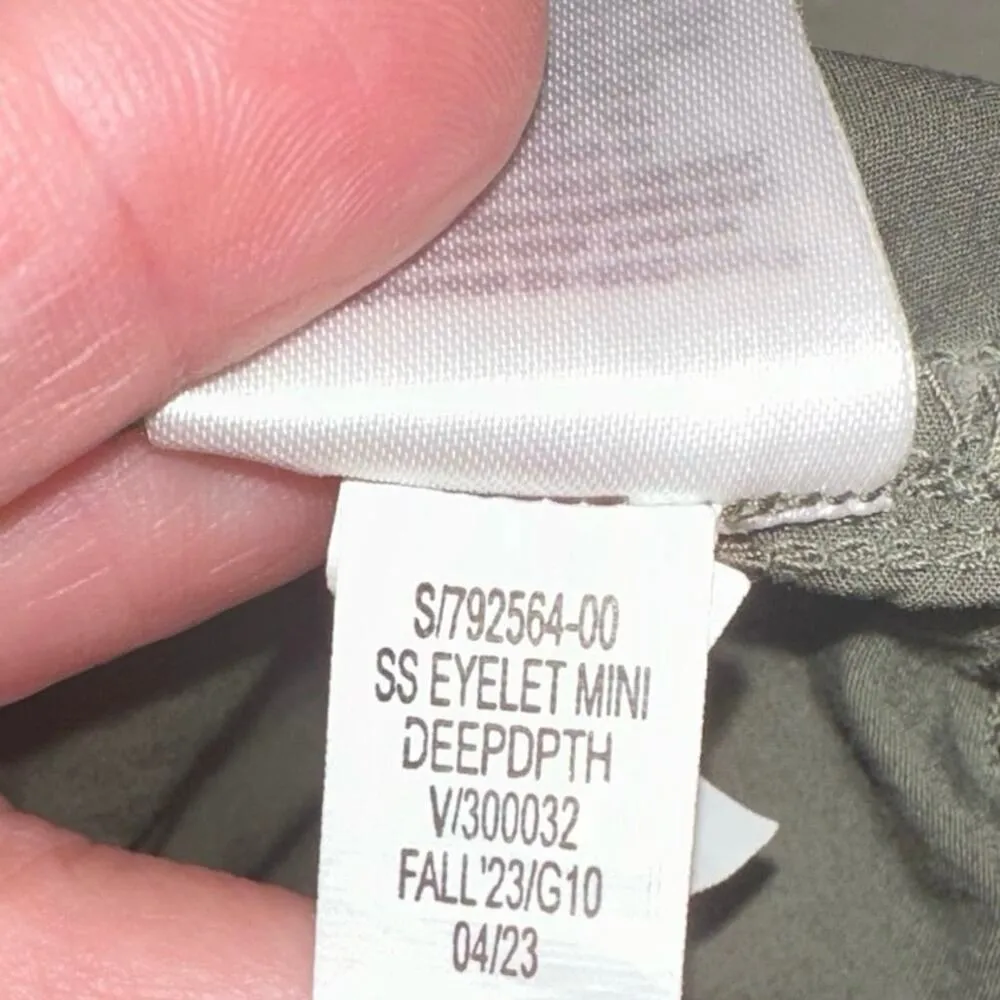 S/792564-00
SS EYELET MINI
DEEPDPTH
V/300032
FALL'23/G10
04/23